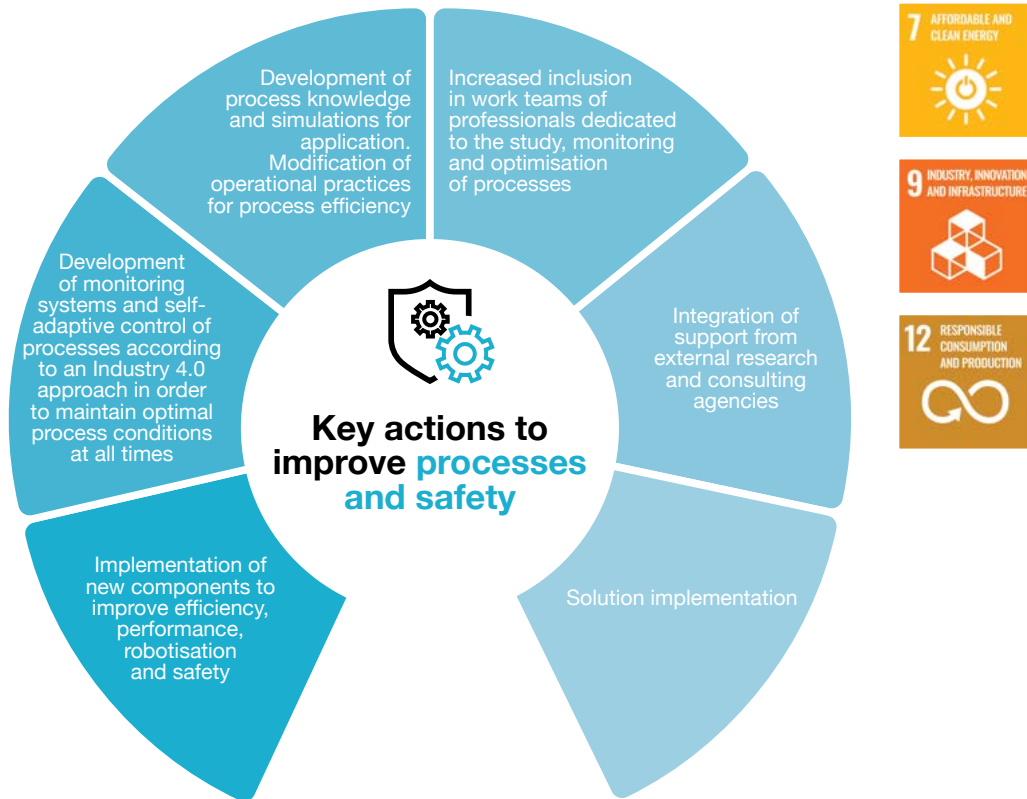 Development of
process knowledge
and simulations for
application.
Modification of
operational practices
for process efficiency
Increased inclusion
in work teams of
professionals dedicated
to the study, monitoring
and optimisation
of processes
Development
of monitoring
systems and self-
adaptive control of
processes according
to an Industry 4.0
approach in order
to maintain optimal
process conditions
at all times
Integration of
support from
external research
and consulting
agencies
Key actions to
improve processes
and safety
Implementation of
new components to
improve efficiency,
performance,
robotisation
and safety
Solution implementation
7 AFFORDABLE AND
CLEAN ENERGY
9 INDUSTRY, INNOVATION
AND INFRASTRUCTURE
12 RESPONSIBLE
CONSUMPTION
AND PRODUCTION